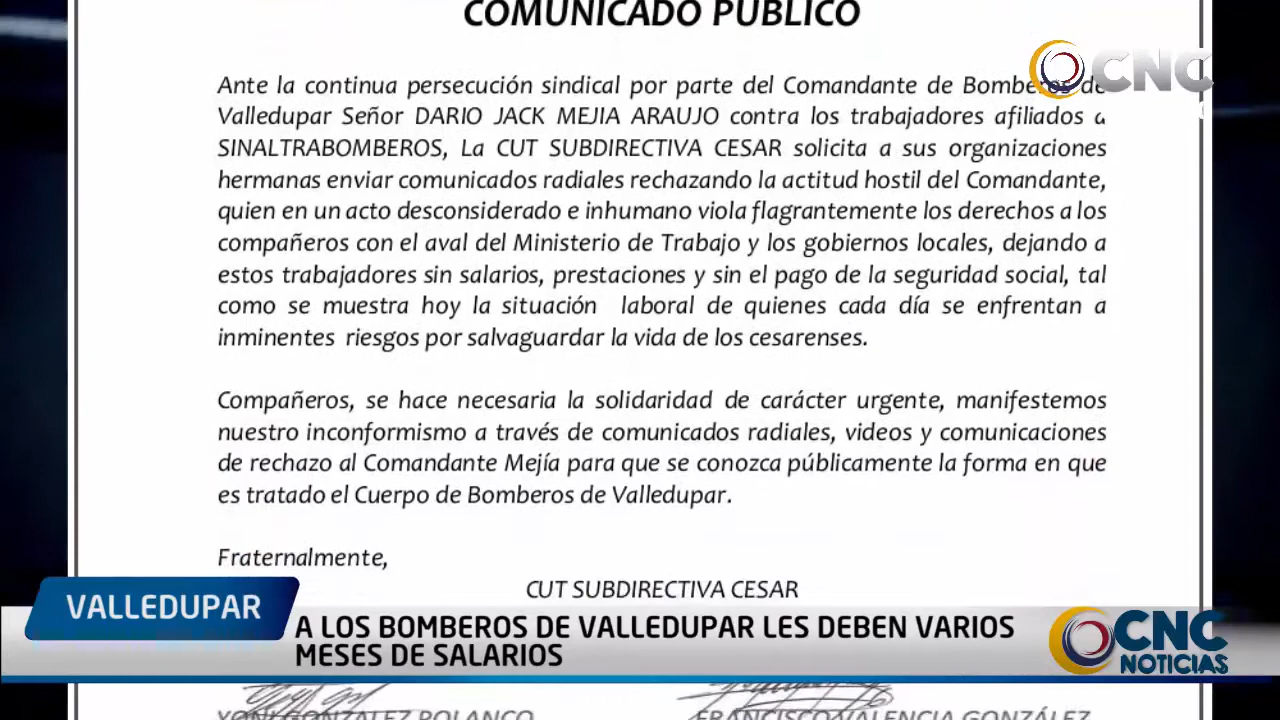 COMUNICADO PÚBLICO
CNC
Ante la continua persecución sindical por parte del Comandante de Bomberos de
Valledupar Señor DARIO JACK MEJIA ARAUJO contra los trabajadores afiliados a
SINALTRABOMBEROS, La CUT SUBDIRECTIVA CESAR solicita a sus organizaciones
hermanas enviar comunicados radiales rechazando la actitud hostil del Comandante,
quien en un acto desconsiderado e inhumano viola flagrantemente los derechos a los
compañeros con el aval del Ministerio de Trabajo y los gobiernos locales, dejando a
estos trabajadores sin salarios, prestaciones y sin el pago de la seguridad social, tal
como se muestra hoy la situación laboral de quienes cada día se enfrentan a
inminentes riesgos por salvaguardar la vida de los cesarenses.
Compañeros, se hace necesaria la solidaridad de carácter urgente, manifestemos
nuestro inconformismo a través de comunicados radiales, videos y comunicaciones
de rechazo al Comandante Mejía para que se conozca públicamente la forma en que
es tratado el Cuerpo de Bomberos de Valledupar.
Fraternalmente,
CUT SUBDIRECTIVA CESAR
VALLEDUPAR
A LOS BOMBEROS DE VALLEDUPAR LES DEBEN VARIOS
MESES DE SALARIOS
CNC
NOTICIAS
GONZALEZ POLANCO
FRANCISCO VALENCIA GONZÁLEZ